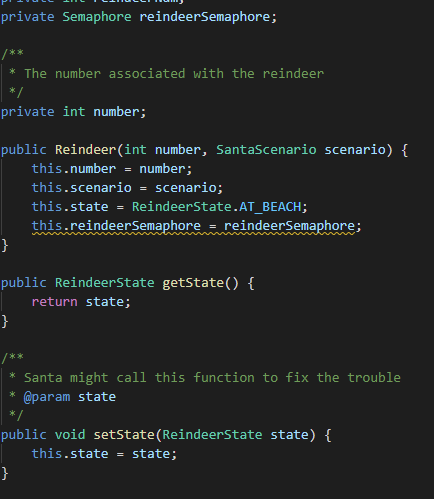 private int reindeerNum;
private Semaphore reindeerSemaphore;
/**
 * The number associated with the reindeer
 */
private int number;
public Reindeer(int number, SantaScenario scenario) {
    this.number = number;
    this.scenario = scenario;
    this.state = ReindeerState.AT_BEACH;
    this.reindeerSemaphore = reindeerSemaphore;
}
public ReindeerState getState() {
    return state;
}
/**
 * Santa might call this function to fix the trouble
 * @param state
 */
public void setState(ReindeerState state) {
    this.state = state;
}